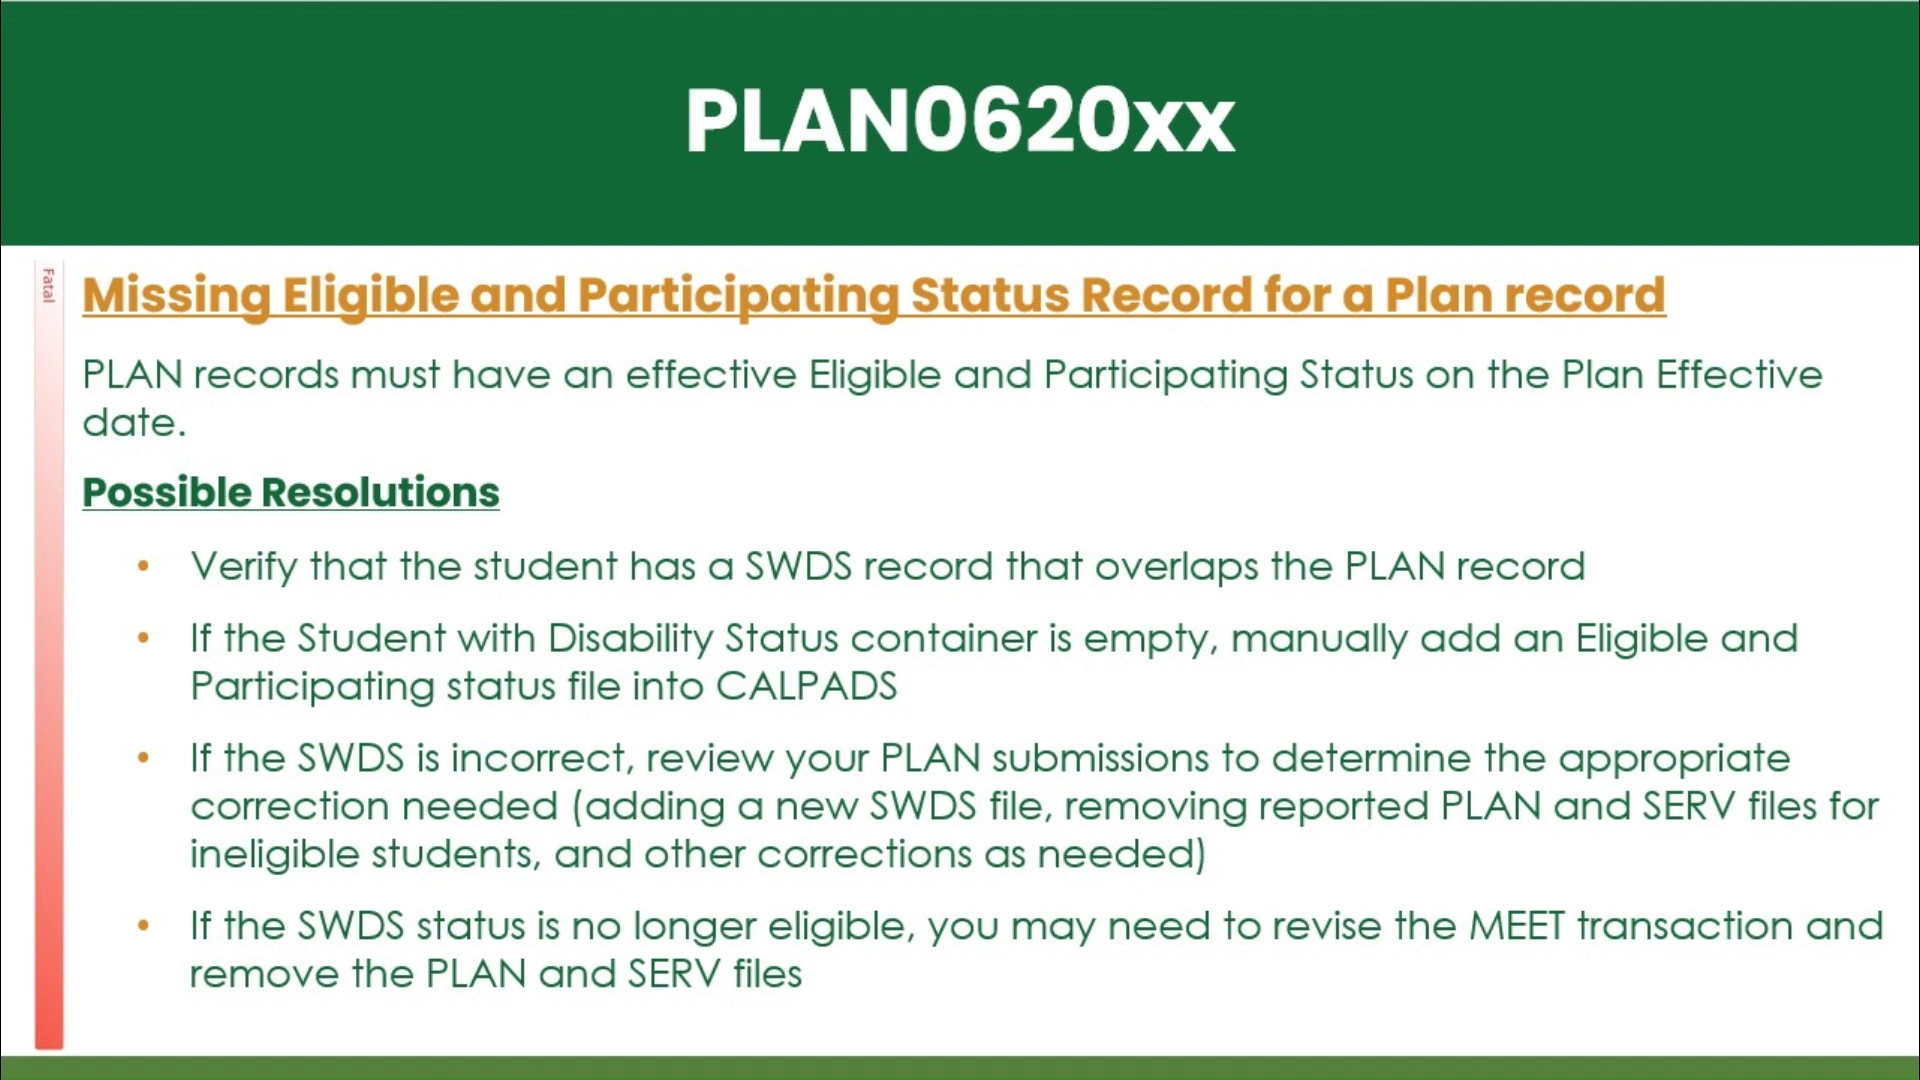 PLAN0620xx
Fatal
Missing Eligible and Participating Status Record for a Plan record
PLAN records must have an effective Eligible and Participating Status on the Plan Effective
date.
Possible Resolutions
• Verify that the student has a SWDS record that overlaps the PLAN record
• If the Student with Disability Status container is empty, manually add an Eligible and
Participating status file into CALPADS
• If the SWDS is incorrect, review your PLAN submissions to determine the appropriate
correction needed (adding a new SWDS file, removing reported PLAN and SERV files for
ineligible students, and other corrections as needed)
• If the SWDS status is no longer eligible, you may need to revise the MEET transaction and
remove the PLAN and SERV files